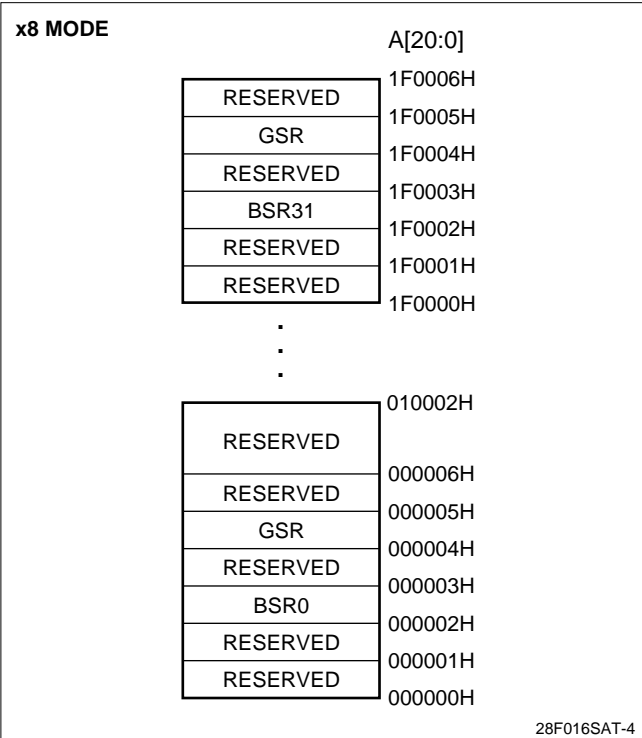 x8 MODE
A[20:0]
1F0006H
RESERVED
1F0005H
GSR
1F0004H
RESERVED
1F0003H
BSR31
1F0002H
RESERVED
1F0001H
RESERVED
1F0000H
.
.
.
010002H
RESERVED
000006H
RESERVED
000005H
GSR
000004H
RESERVED
000003H
BSR0
000002H
RESERVED
000001H
RESERVED
000000H
28F016SAT-4